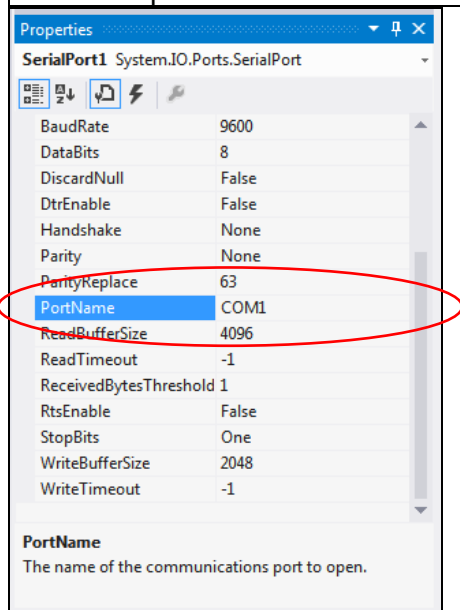 Properties
SerialPort1 System.IO.Ports.SerialPort
BaudRate 9600
DataBits 8
DiscardNull False
DtrEnable False
Handshake None
Parity None
ParityReplace 63
PortName COM1
ReadBufferSize 4096
ReadTimeout -1
ReceivedBytesThreshold 1
RtsEnable False
StopBits One
WriteBufferSize 2048
WriteTimeout -1
PortName
The name of the communications port to open.